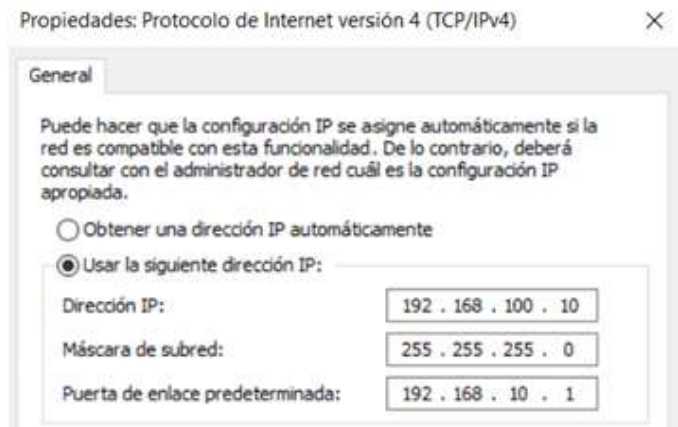 Propiedades: Protocolo de Internet versión 4 (TCP/IPv4)
General
Puede hacer que la configuración IP se asigne automáticamente si la
red es compatible con esta funcionalidad. De lo contrario, deberá
consultar con el administrador de red cuál es la configuración IP
apropiada.
Obtener una dirección IP automáticamente
Usar la siguiente dirección IP:
Dirección IP: 192 . 168 . 100 . 10
Máscara de subred: 255 . 255 . 255 . 0
Puerta de enlace predeterminada: 192 . 168 . 10 . 1